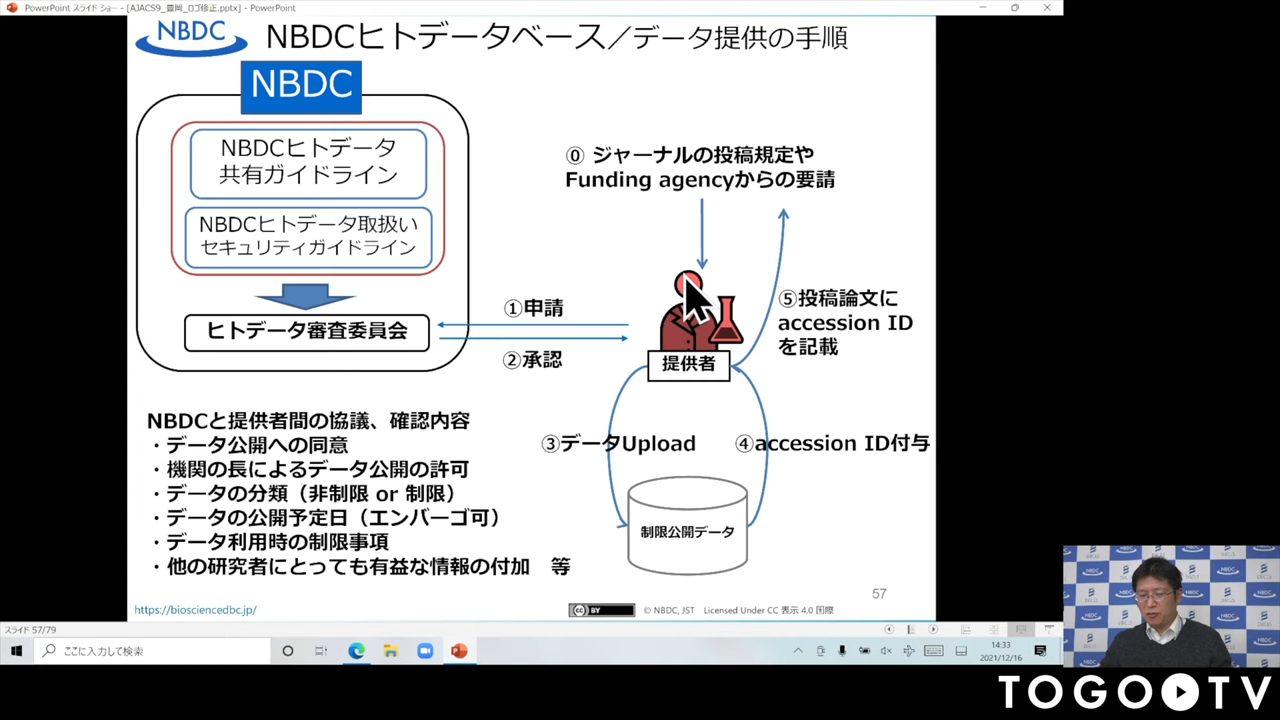 PowerPoint スライド ショー - [AJACS9_豊岡_ロゴ修正.pptx] - PowerPoint
NBDC
NBDCヒトデータベース／データ提供の手順
NBDC
NBDCヒトデータ
共有ガイドライン
NBDCヒトデータ取扱い
セキュリティガイドライン
ヒトデータ審査委員会
⓪ ジャーナルの投稿規定や
Funding agencyからの要請
①申請
②承認
提供者
⑤投稿論文に
accession ID
を記載
③データUpload
④accession ID付与
制限公開データ
NBDCと提供者間の協議、確認内容
・データ公開への同意
・機関の長によるデータ公開の許可
・データの分類（非制限 or 制限）
・データの公開予定日（エンバーゴ可）
・データ利用時の制限事項
・他の研究者にとっても有益な情報の付加　等
57
https://biosciencedbc.jp/
cc BY
© NBDC, JST Licensed Under CC 表示 4.0 国際
スライド 57/79
ここに入力して検索
14:33
2021/12/16
NBDC
TOGO TV